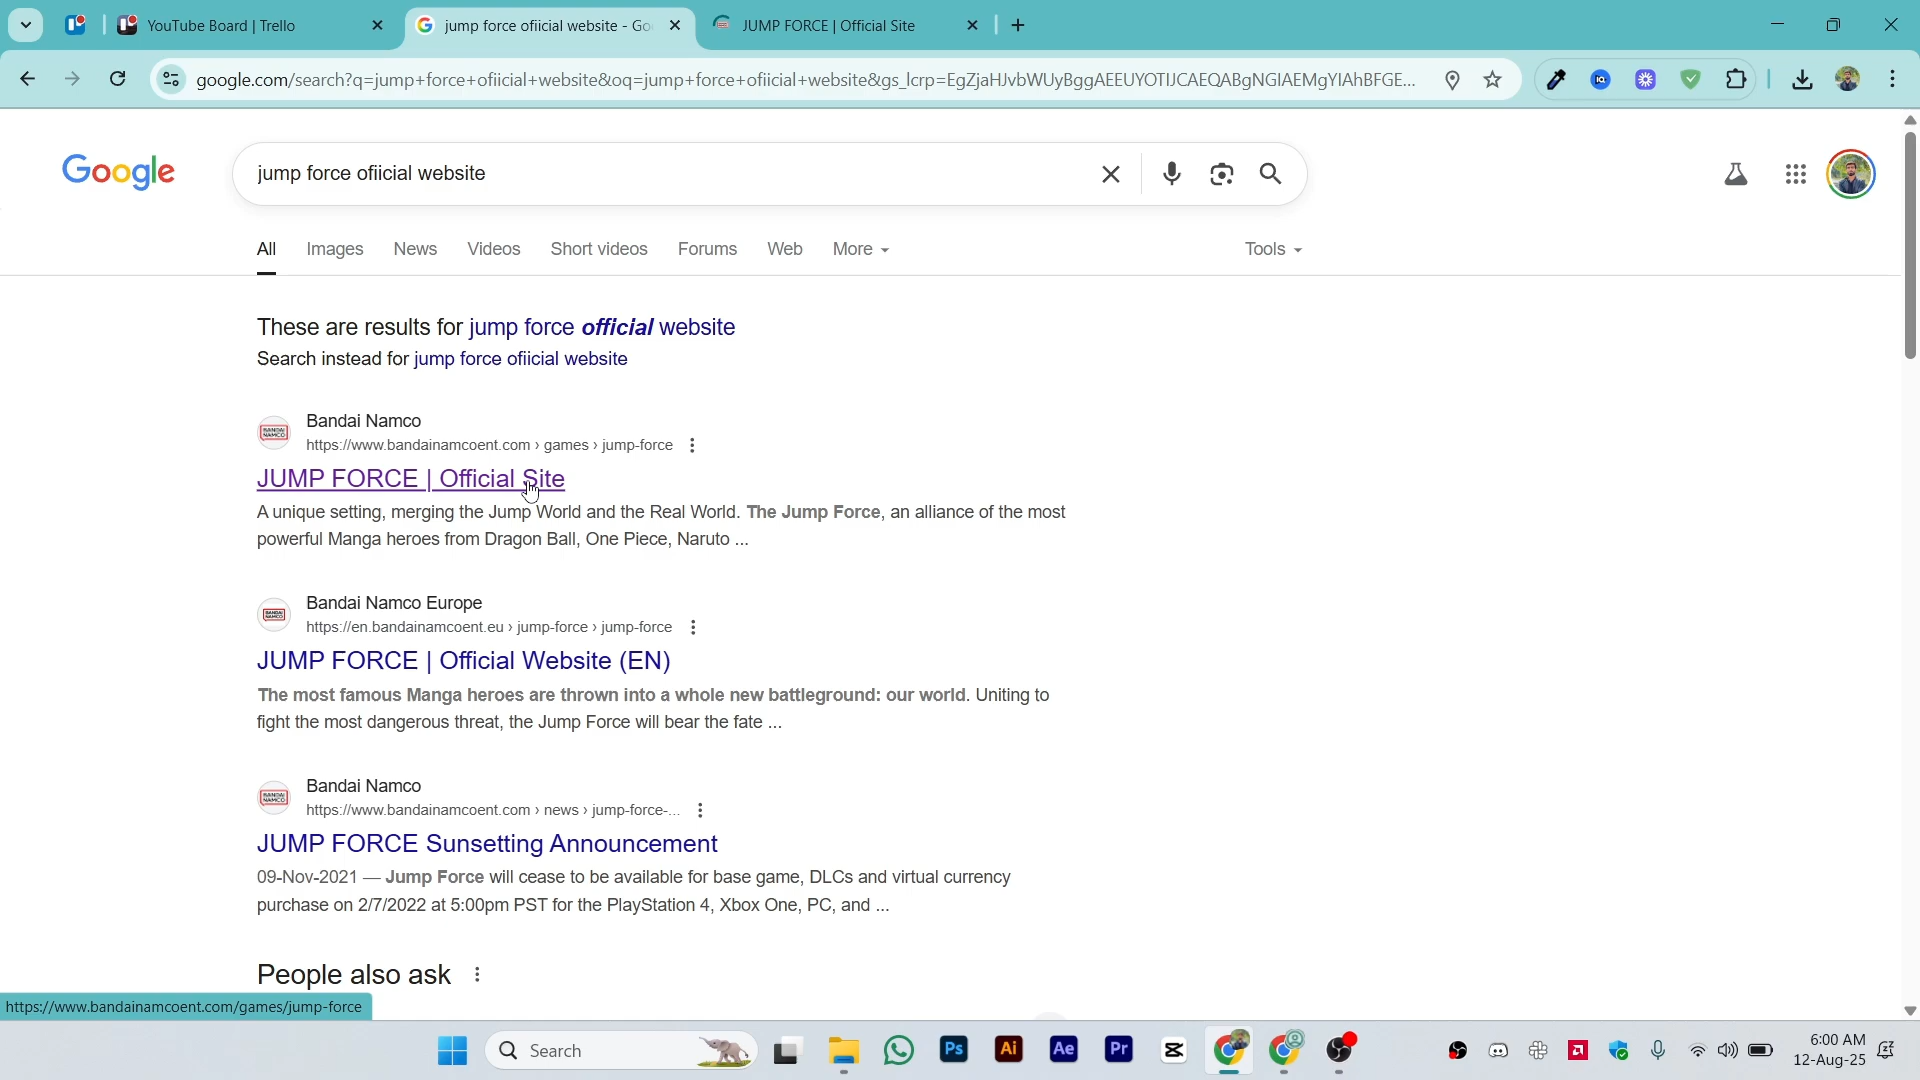 YouTube Board | Trello
jump force ofiicial website - Go
JUMP FORCE | Official Site
google.com/search?q=jump+force+ofiicial+website&oq=jump+force+ofiicial+website&gs_lcrp=EgZjaHJvbWUyBggAEEUYOTIJCAEQABgNGIAEMgYIAhBFGE...
Google
jump force ofiicial website
All
Images
News
Videos
Short videos
Forums
Web
More
Tools
These are results for jump force official website
Search instead for jump force ofiicial website
Bandai Namco
https://www.bandainamcoent.com › games › jump-force
JUMP FORCE | Official Site
A unique setting, merging the Jump World and the Real World. The Jump Force, an alliance of the most
powerful Manga heroes from Dragon Ball, One Piece, Naruto ...
Bandai Namco Europe
https://en.bandainamcoent.eu › jump-force › jump-force
JUMP FORCE | Official Website (EN)
The most famous Manga heroes are thrown into a whole new battleground: our world. Uniting to
fight the most dangerous threat, the Jump Force will bear the fate ...
Bandai Namco
https://www.bandainamcoent.com › news › jump-force-...
JUMP FORCE Sunsetting Announcement
09-Nov-2021 — Jump Force will cease to be available for base game, DLCs and virtual currency
purchase on 2/7/2022 at 5:00pm PST for the PlayStation 4, Xbox One, PC, and ...
People also ask
https://www.bandainamcoent.com/games/jump-force
Search
Ps
Ai
Ae
Pr
6:00 AM
12-Aug-25